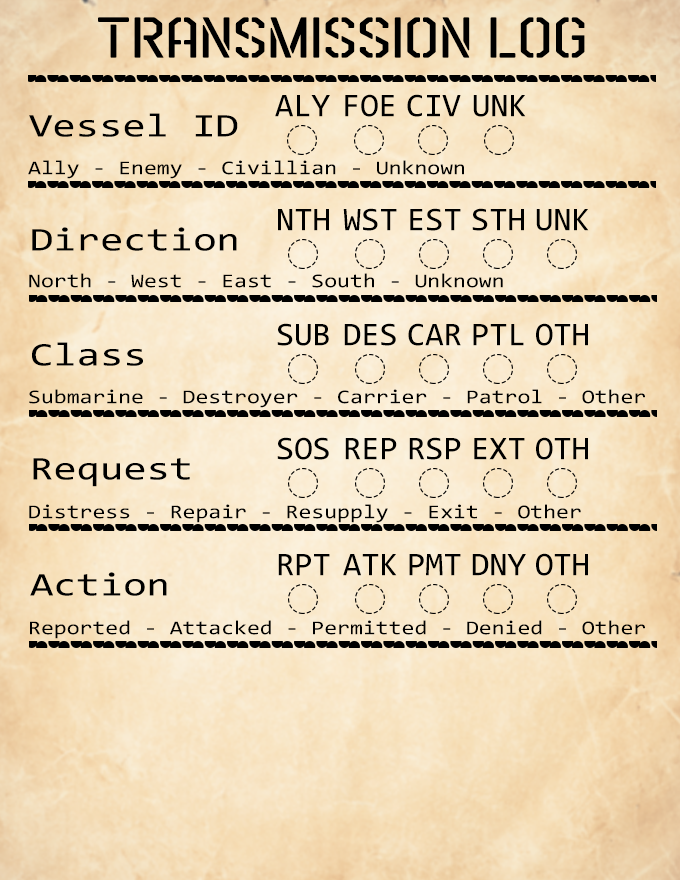 TRANSMISSION LOG
ALY FOE CIV UNK
Vessel ID
Ally - Enemy - Civillian - Unknown
NTH WST EST STH UNK
Direction
North - West - East - South - Unknown
SUB DES CAR PTL OTH
Class
Submarine - Destroyer - Carrier - Patrol - Other
SOS REP RSP EXT OTH
Request
Distress - Repair - Resupply - Exit - Other
RPT ATK PMT DNY OTH
Action
Reported - Attacked - Permitted - Denied - Other